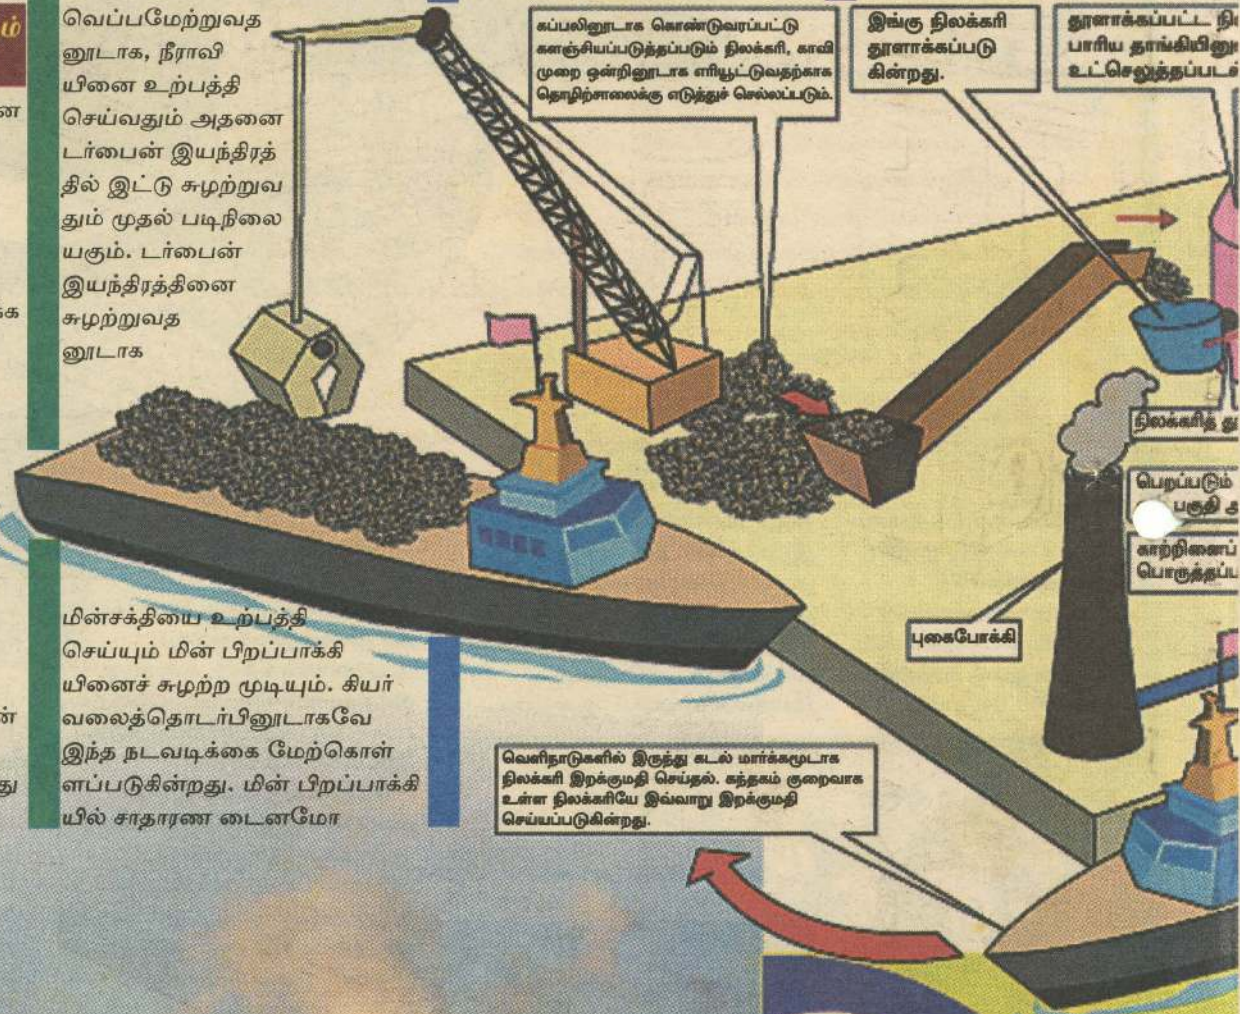 வெப்பமேற்றுவத
னூடாக, நீராவி
யினை உற்பத்தி
செய்வதும் அதனை
டர்பைன் இயந்திரத்
தில் இட்டு சுழற்றுவ
தும் முதல் படிநிலை
யகும். டர்பைன்
இயந்திரத்தினை
சுழற்றுவத
னூடாக
மின்சக்தியை உற்பத்தி
செய்யும் மின் பிறப்பாக்கி
யினைச் சுழற்ற முடியும். கியர்
வலைத்தொடர்பினூடாகவே
இந்த நடவடிக்கை மேற்கொள்
ளப்படுகின்றது. மின் பிறப்பாக்கி
யில் சாதாரண டைனமோ
கப்பலினூடாக கொண்டுவரப்பட்டு
களஞ்சியப்படுத்தப்படும் நிலக்கரி, காவி
முறை ஒன்றினூடாக எரியூட்டுவதற்காக
தொழிற்சாலைக்கு எடுத்துச் செல்லப்படும்.
இங்கு நிலக்கரி
தூளாக்கப்படு
கின்றது.
தூளாக்கப்பட்ட
பாரிய
நிலக்கரித்
பெறப்படும்
பகுதி
புகைபோக்கி
வெளிநாடுகளில் இருந்து கடல் மார்க்கமூடாக
நிலக்கரி இறக்குமதி செய்தல். கந்தகம் குறைவாக
உள்ள நிலக்கரியே இவ்வாறு இறக்குமதி
செய்யப்படுகின்றது.